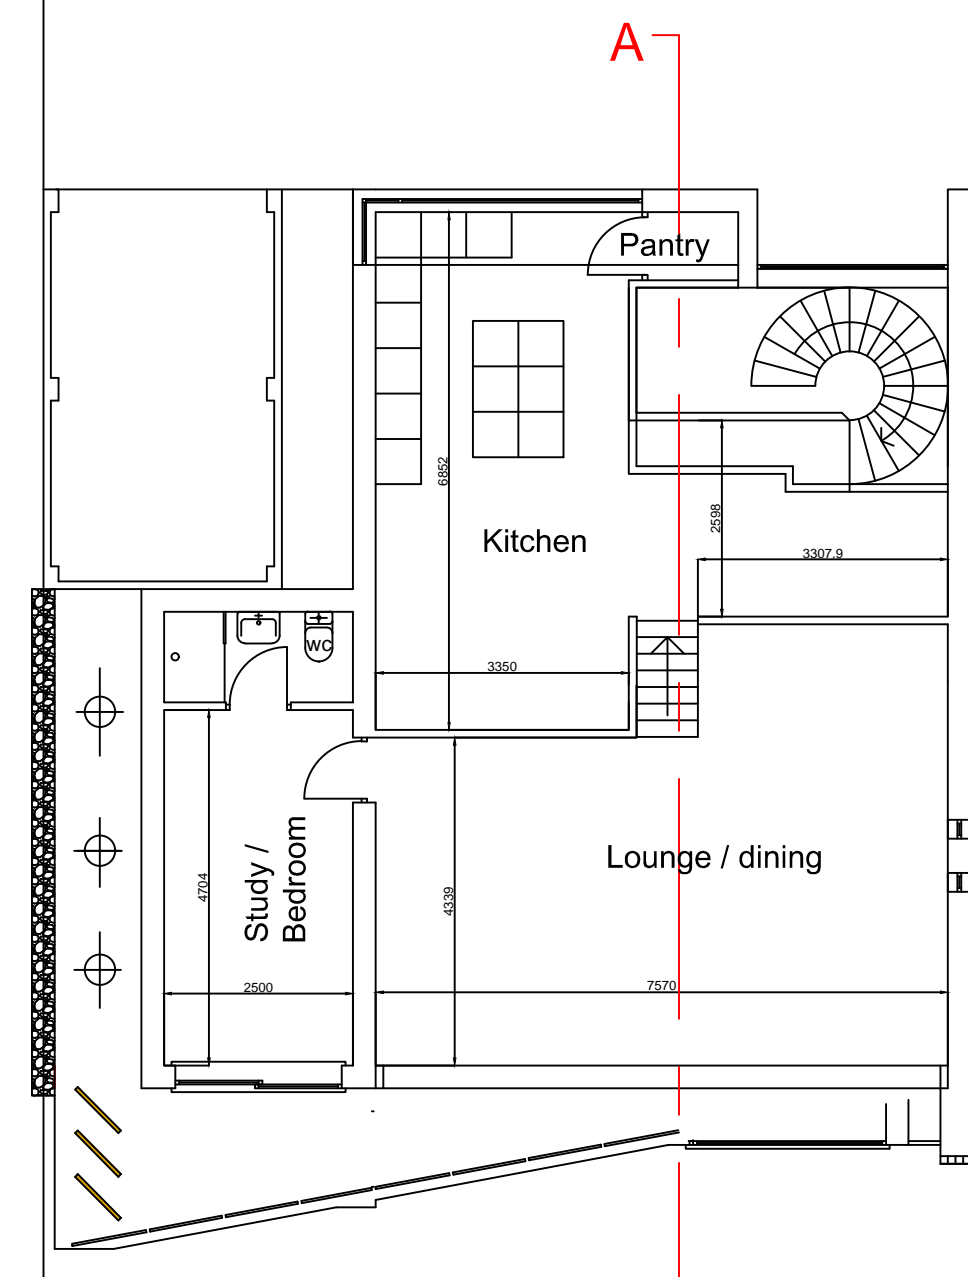 A
Pantry
6852
2598
Kitchen
3307.9
WC
3350
Study /
Bedroom
Lounge / dining
4704
4339
2500
7570